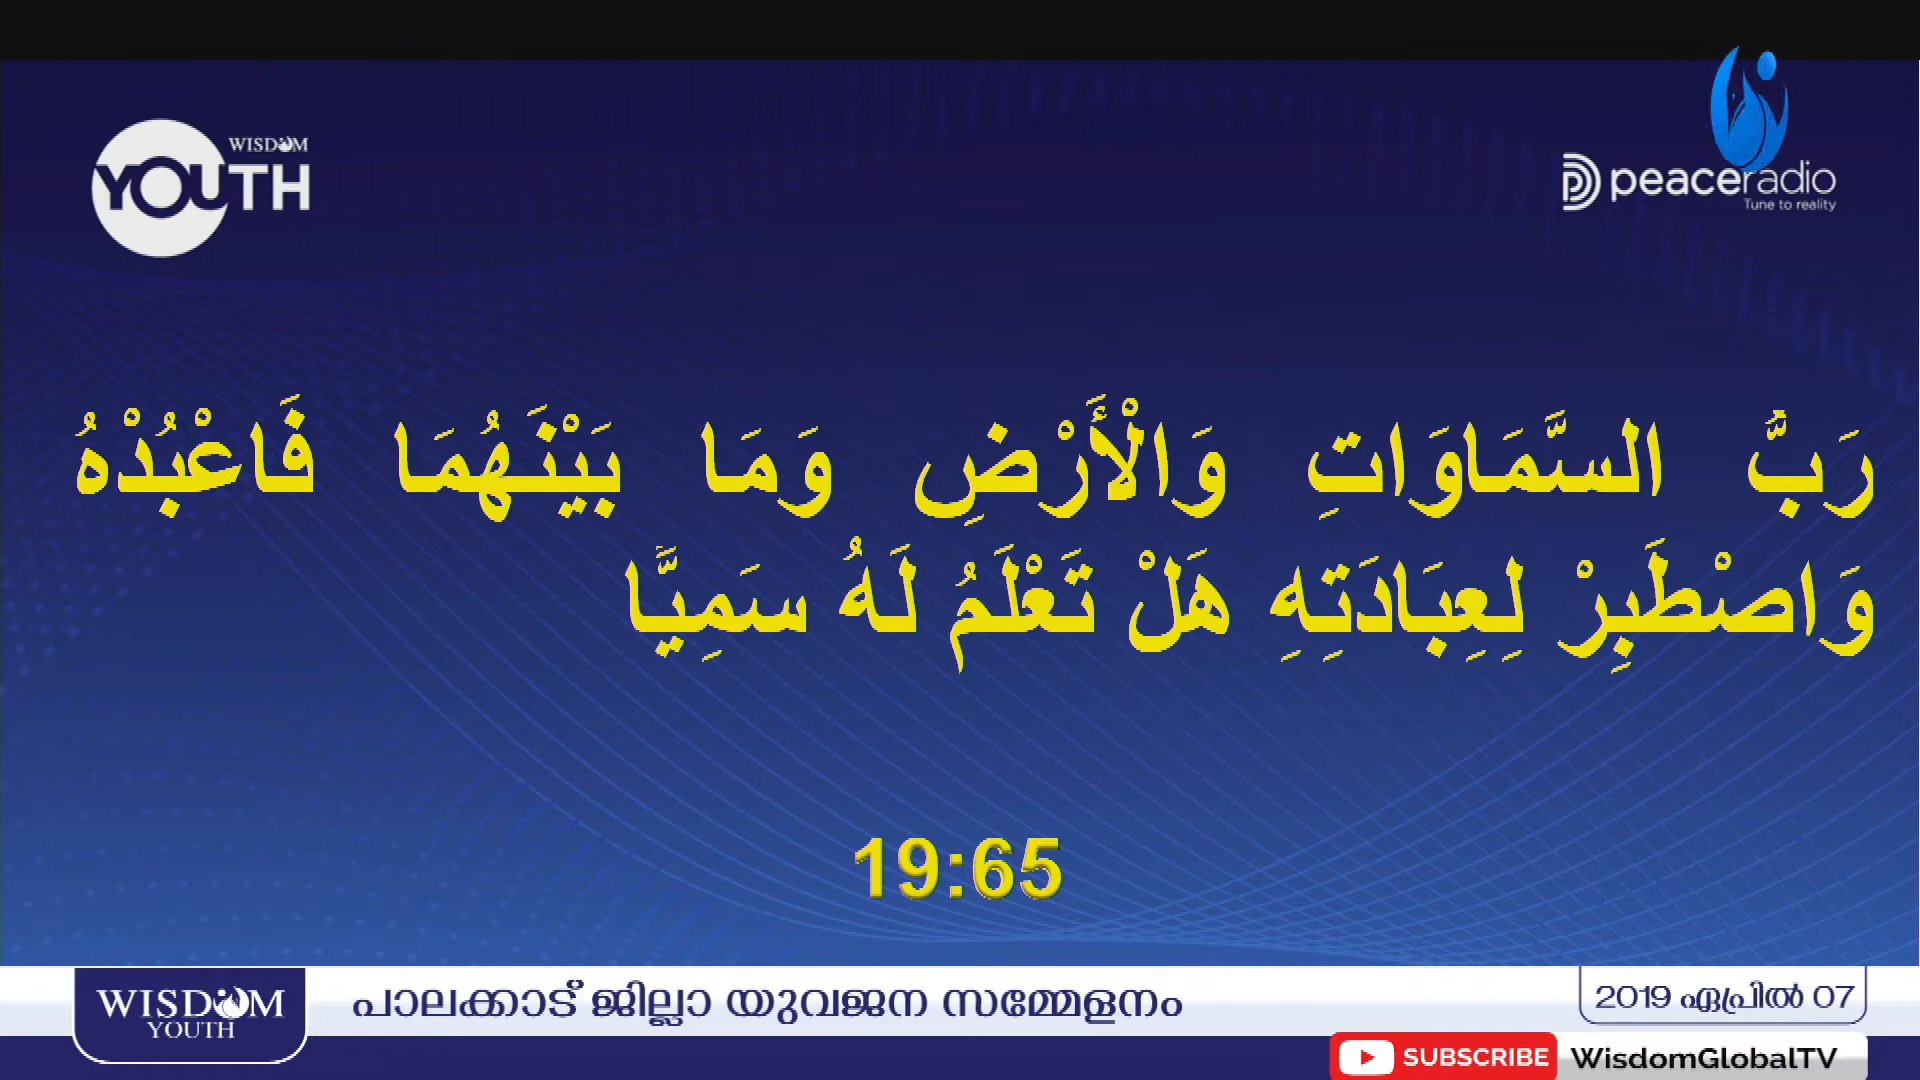 WISDOM
YOUTH
peaceradio
Tune to reality
رَبُّ السَّمَاوَاتِ وَالْأَرْضِ وَمَا بَيْنَهُمَا فَاعْبُدْهُ
وَاصْطَبِرْ لِعِبَادَتِهِ هَلْ تَعْلَمُ لَهُ سَمِيًّا
19:65
WISDOM
YOUTH
പാലക്കാട് ജില്ലാ യുവജന സമ്മേളനം
2019 ഏപ്രിൽ 07
SUBSCRIBE WisdomGlobalTV